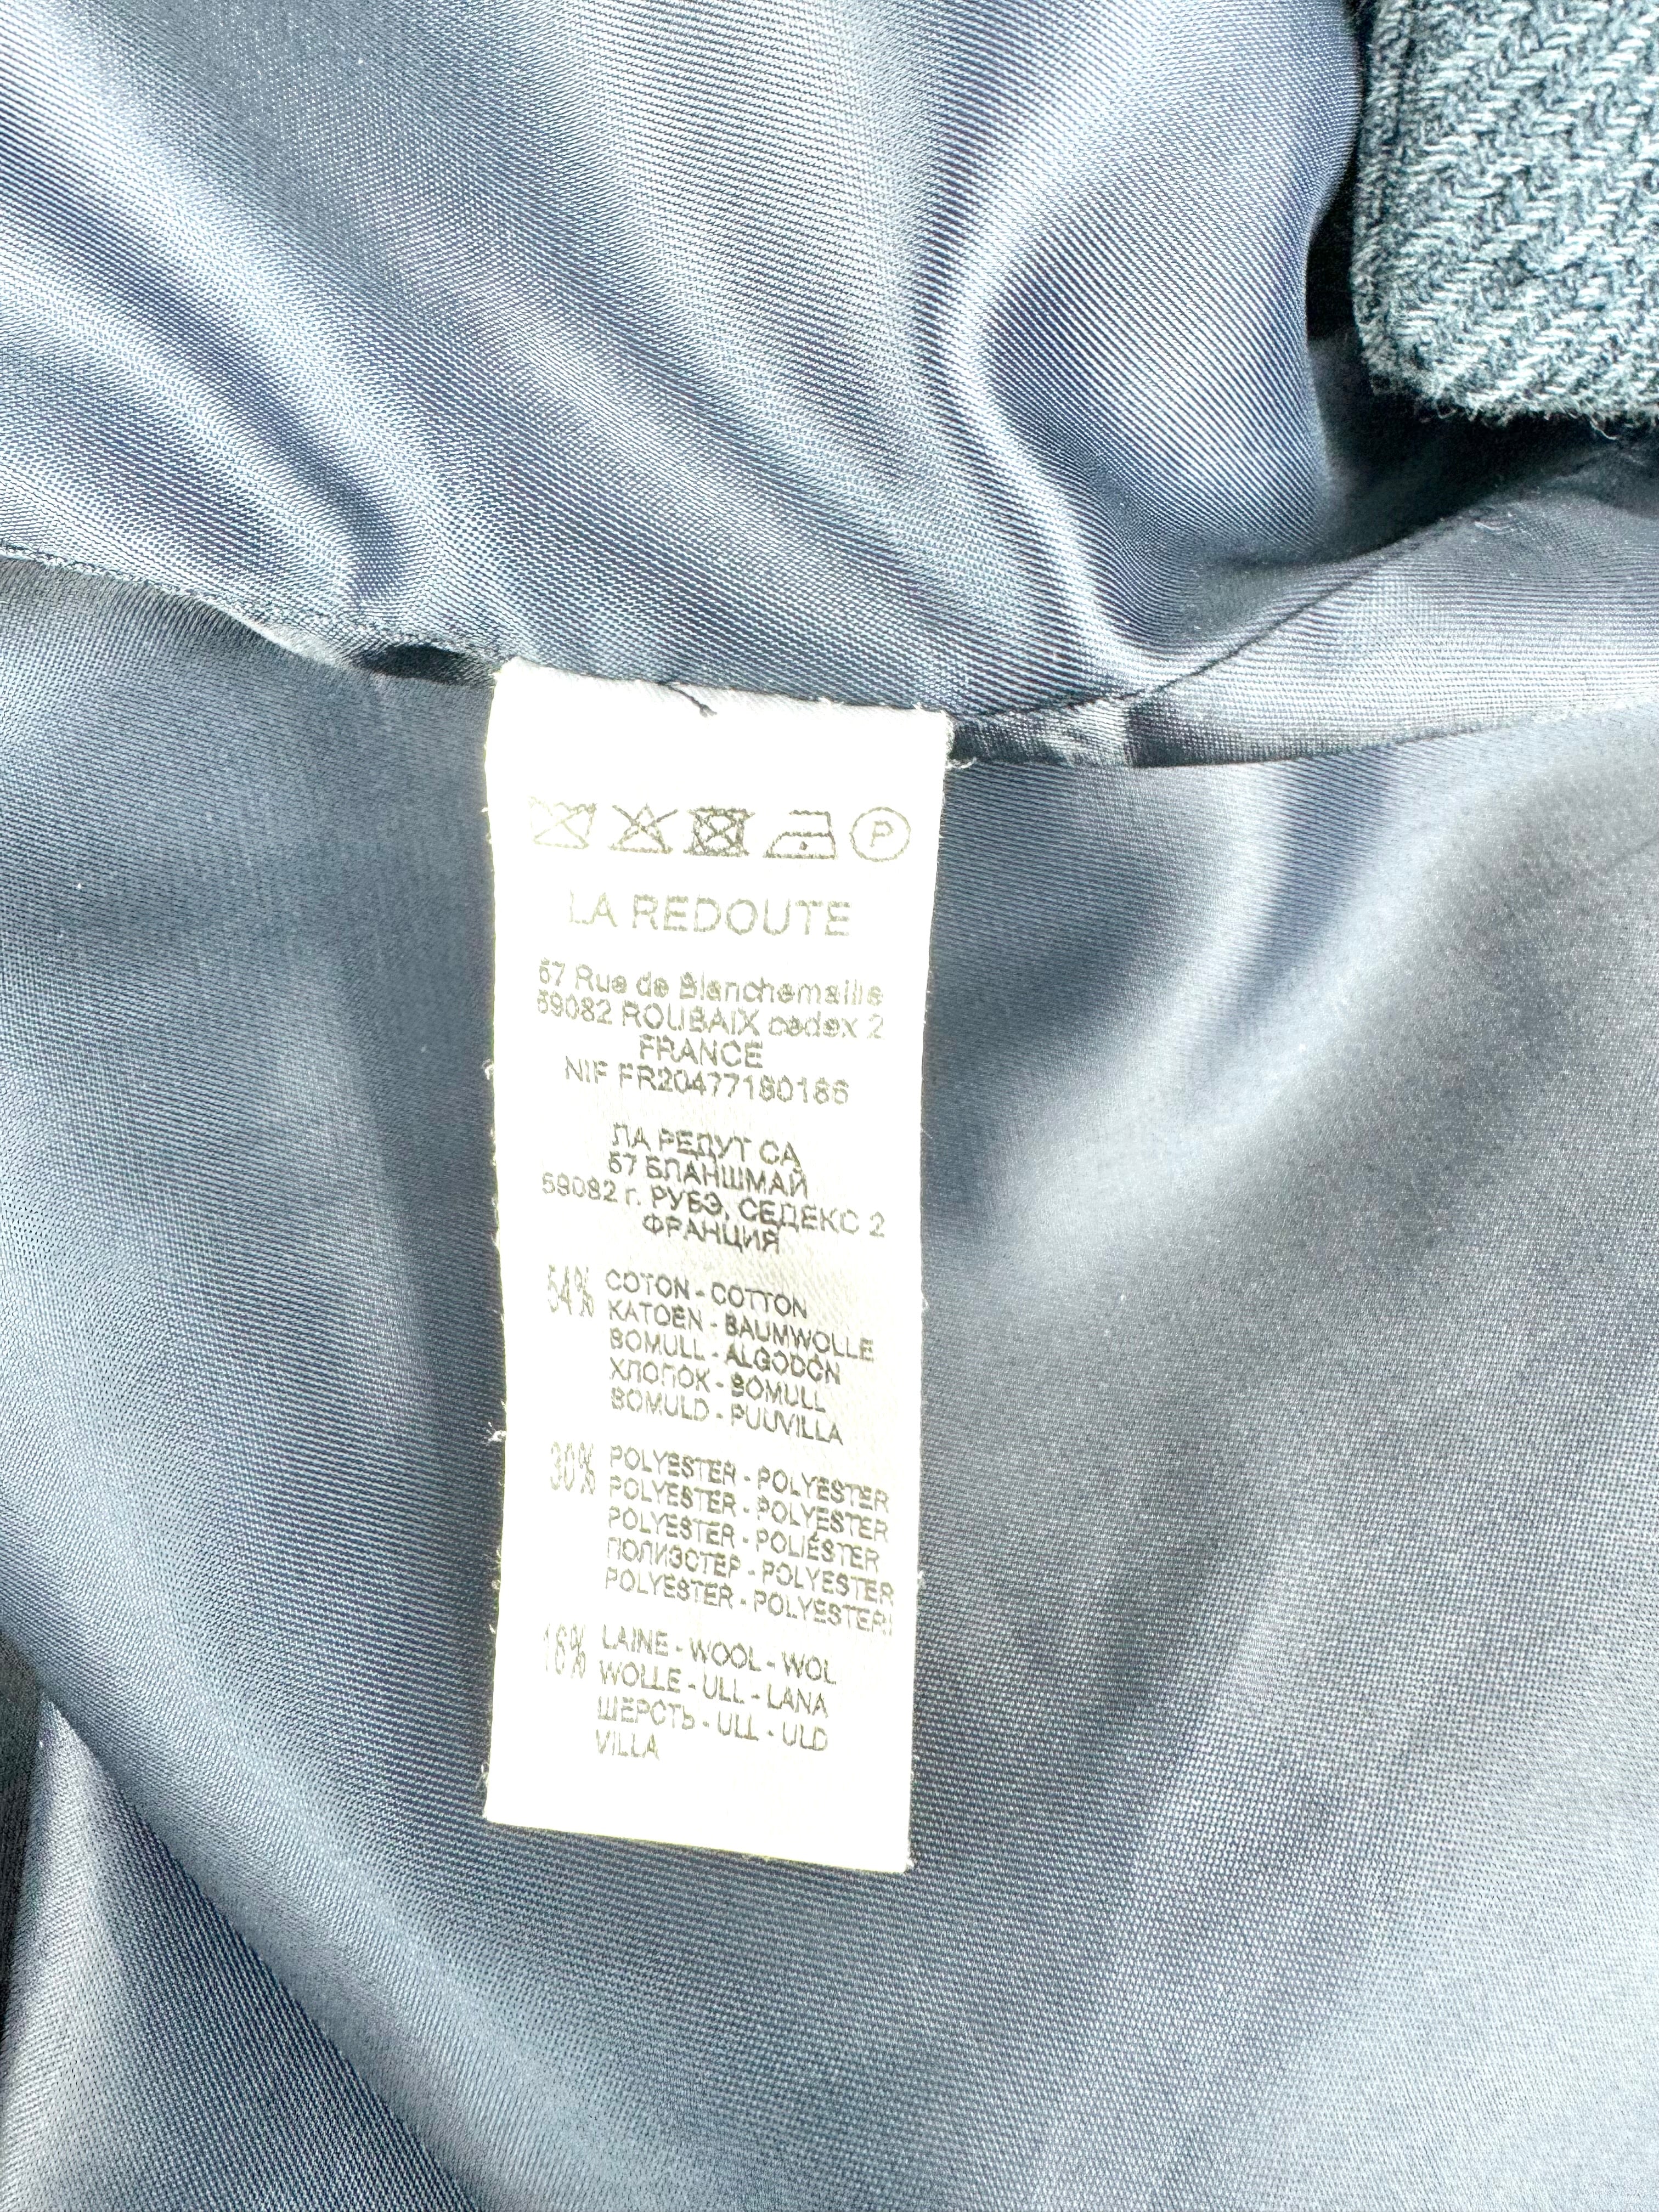 P
LA REDOUTE
57 Rue de Blanchemaille
59082 ROUBAIX cedex 2
FRANCE
NIF FR20477180186
ЛА РЕДУТ СА
57 БЛАНШМАЙ
59082 г. РУБЭ, СЕДЕКС 2
ФРАНЦИЯ
54% COTON - COTTON
KATOEN - BAUMWOLLE
BOMULL - ALGODÓN
ХЛОПОК - BOMULL
BOMULD - PUUVILLA
30% POLYESTER - POLYESTER
POLYESTER - POLYESTER
POLYESTER - POLIÉSTER
ПОЛИЭСТЕР - POLYESTER
POLYESTER - POLYESTERI
16% LAINE - WOOL - WOL
WOLLE - ULL - LANA
ШЕРСТЬ - ULL - ULD
VILLA